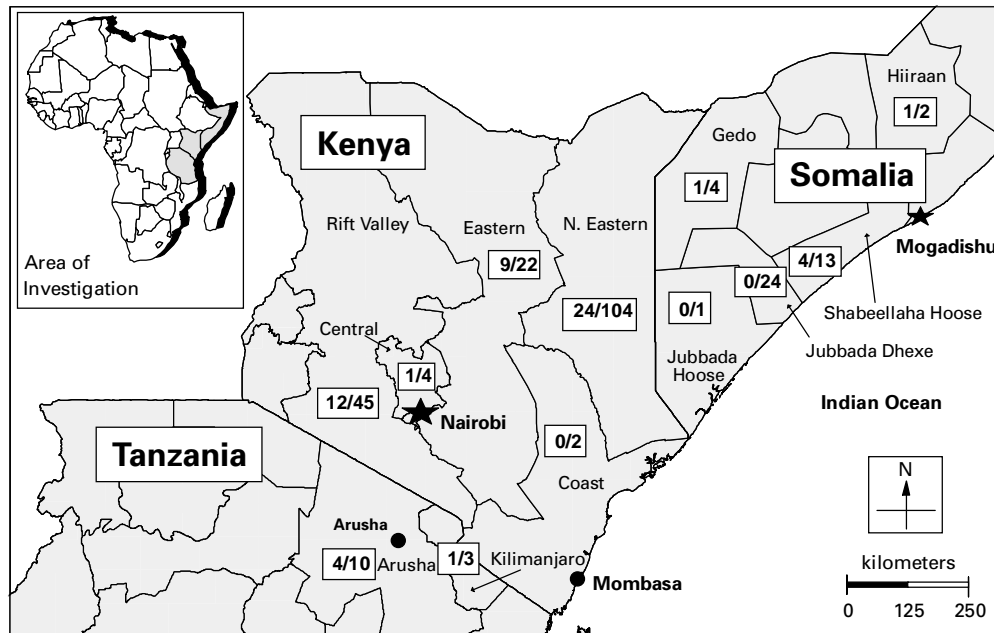 Area of
Investigation
Kenya
Rift Valley
Eastern
9/22
N. Eastern
24/104
Central
1/4
12/45
Nairobi
0/2
Coast
Mombasa
Gedo
1/4
Hiiraan
1/2
Somalia
Mogadishu
4/13
0/24
0/1
Shabeellaha Hoose
Jubbada Dhexe
Jubbada
Hoose
Indian Ocean
Tanzania
Arusha
4/10
Arusha
1/3
Kilimanjaro
N
kilometers
0 125 250